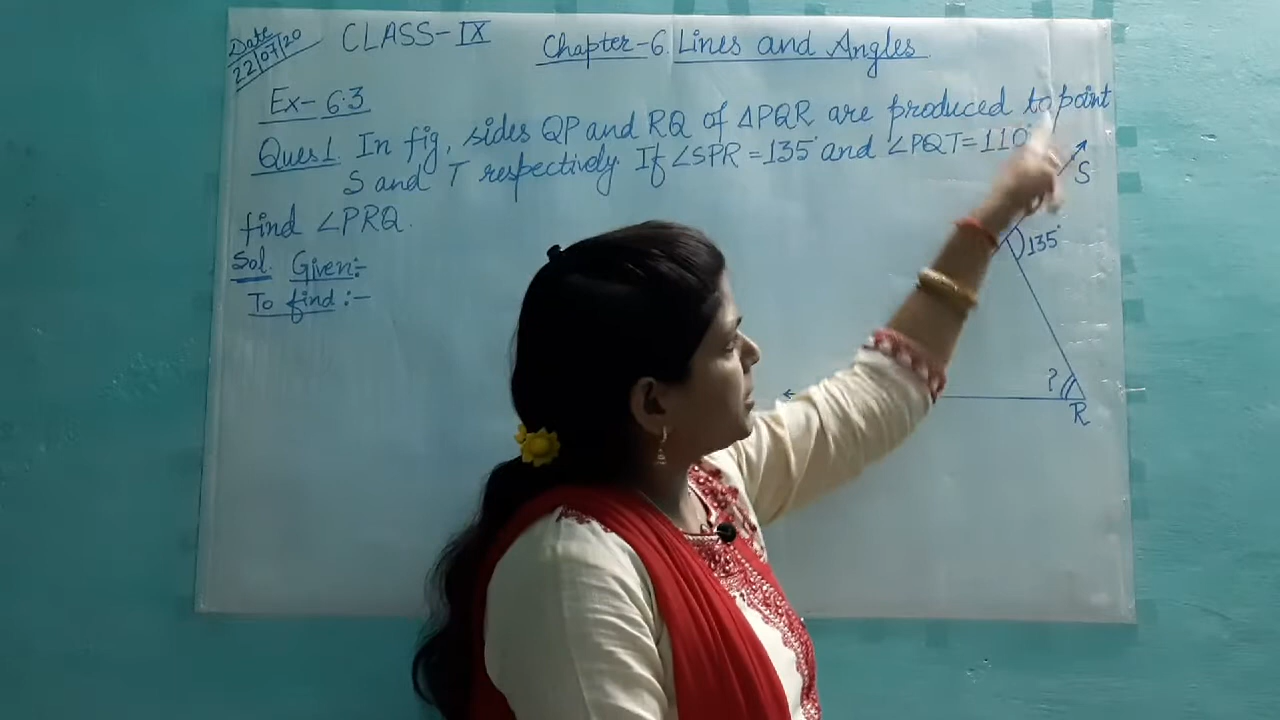 Date
22/07/20
CLASS-IX
Chapter-6. Lines and Angles
Ex- 6.3
Ques1. In fig, sides QP and RQ of ΔPQR are produced to point
S and T respectively. If ∠SPR = 135° and ∠PQT = 110°
find ∠PRQ.
Sol. Given:-
To find :-
S
135°
?
R